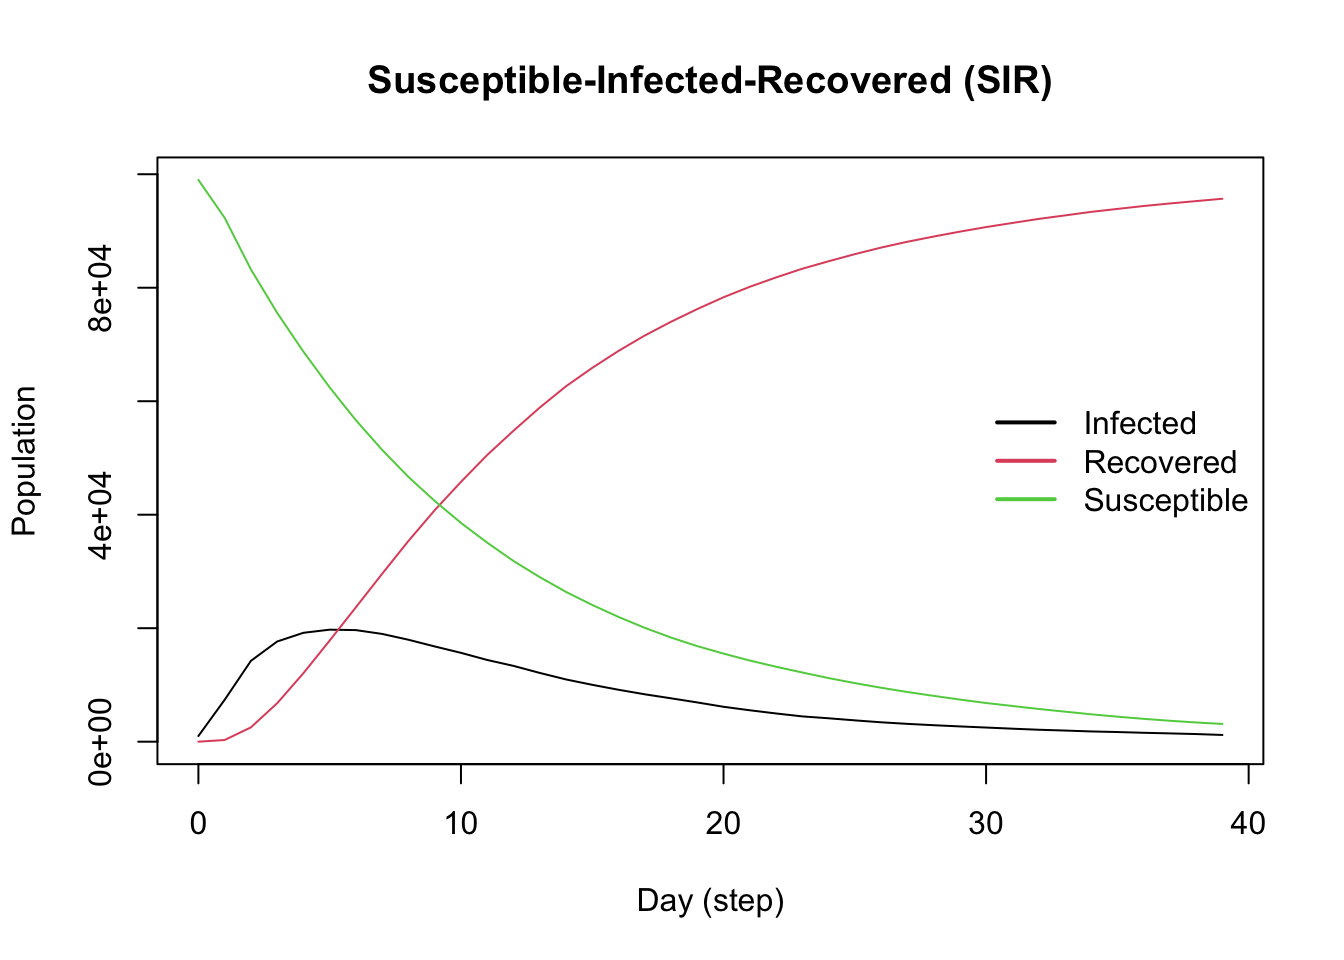 Susceptible-Infected-Recovered (SIR)
Population
8e+04
4e+04
0e+00
Infected
Recovered
Susceptible
0 10 20 30 40
Day (step)